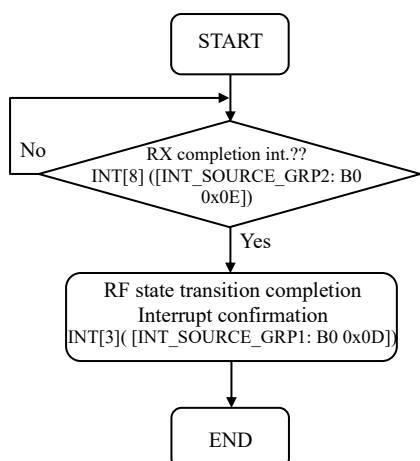 START
No
RX completion int.??
INT[8] ([INT_SOURCE_GRP2: B0
0x0E])
Yes
RF state transition completion
Interrupt confirmation
INT[3]( [INT_SOURCE_GRP1: B0 0x0D])
END